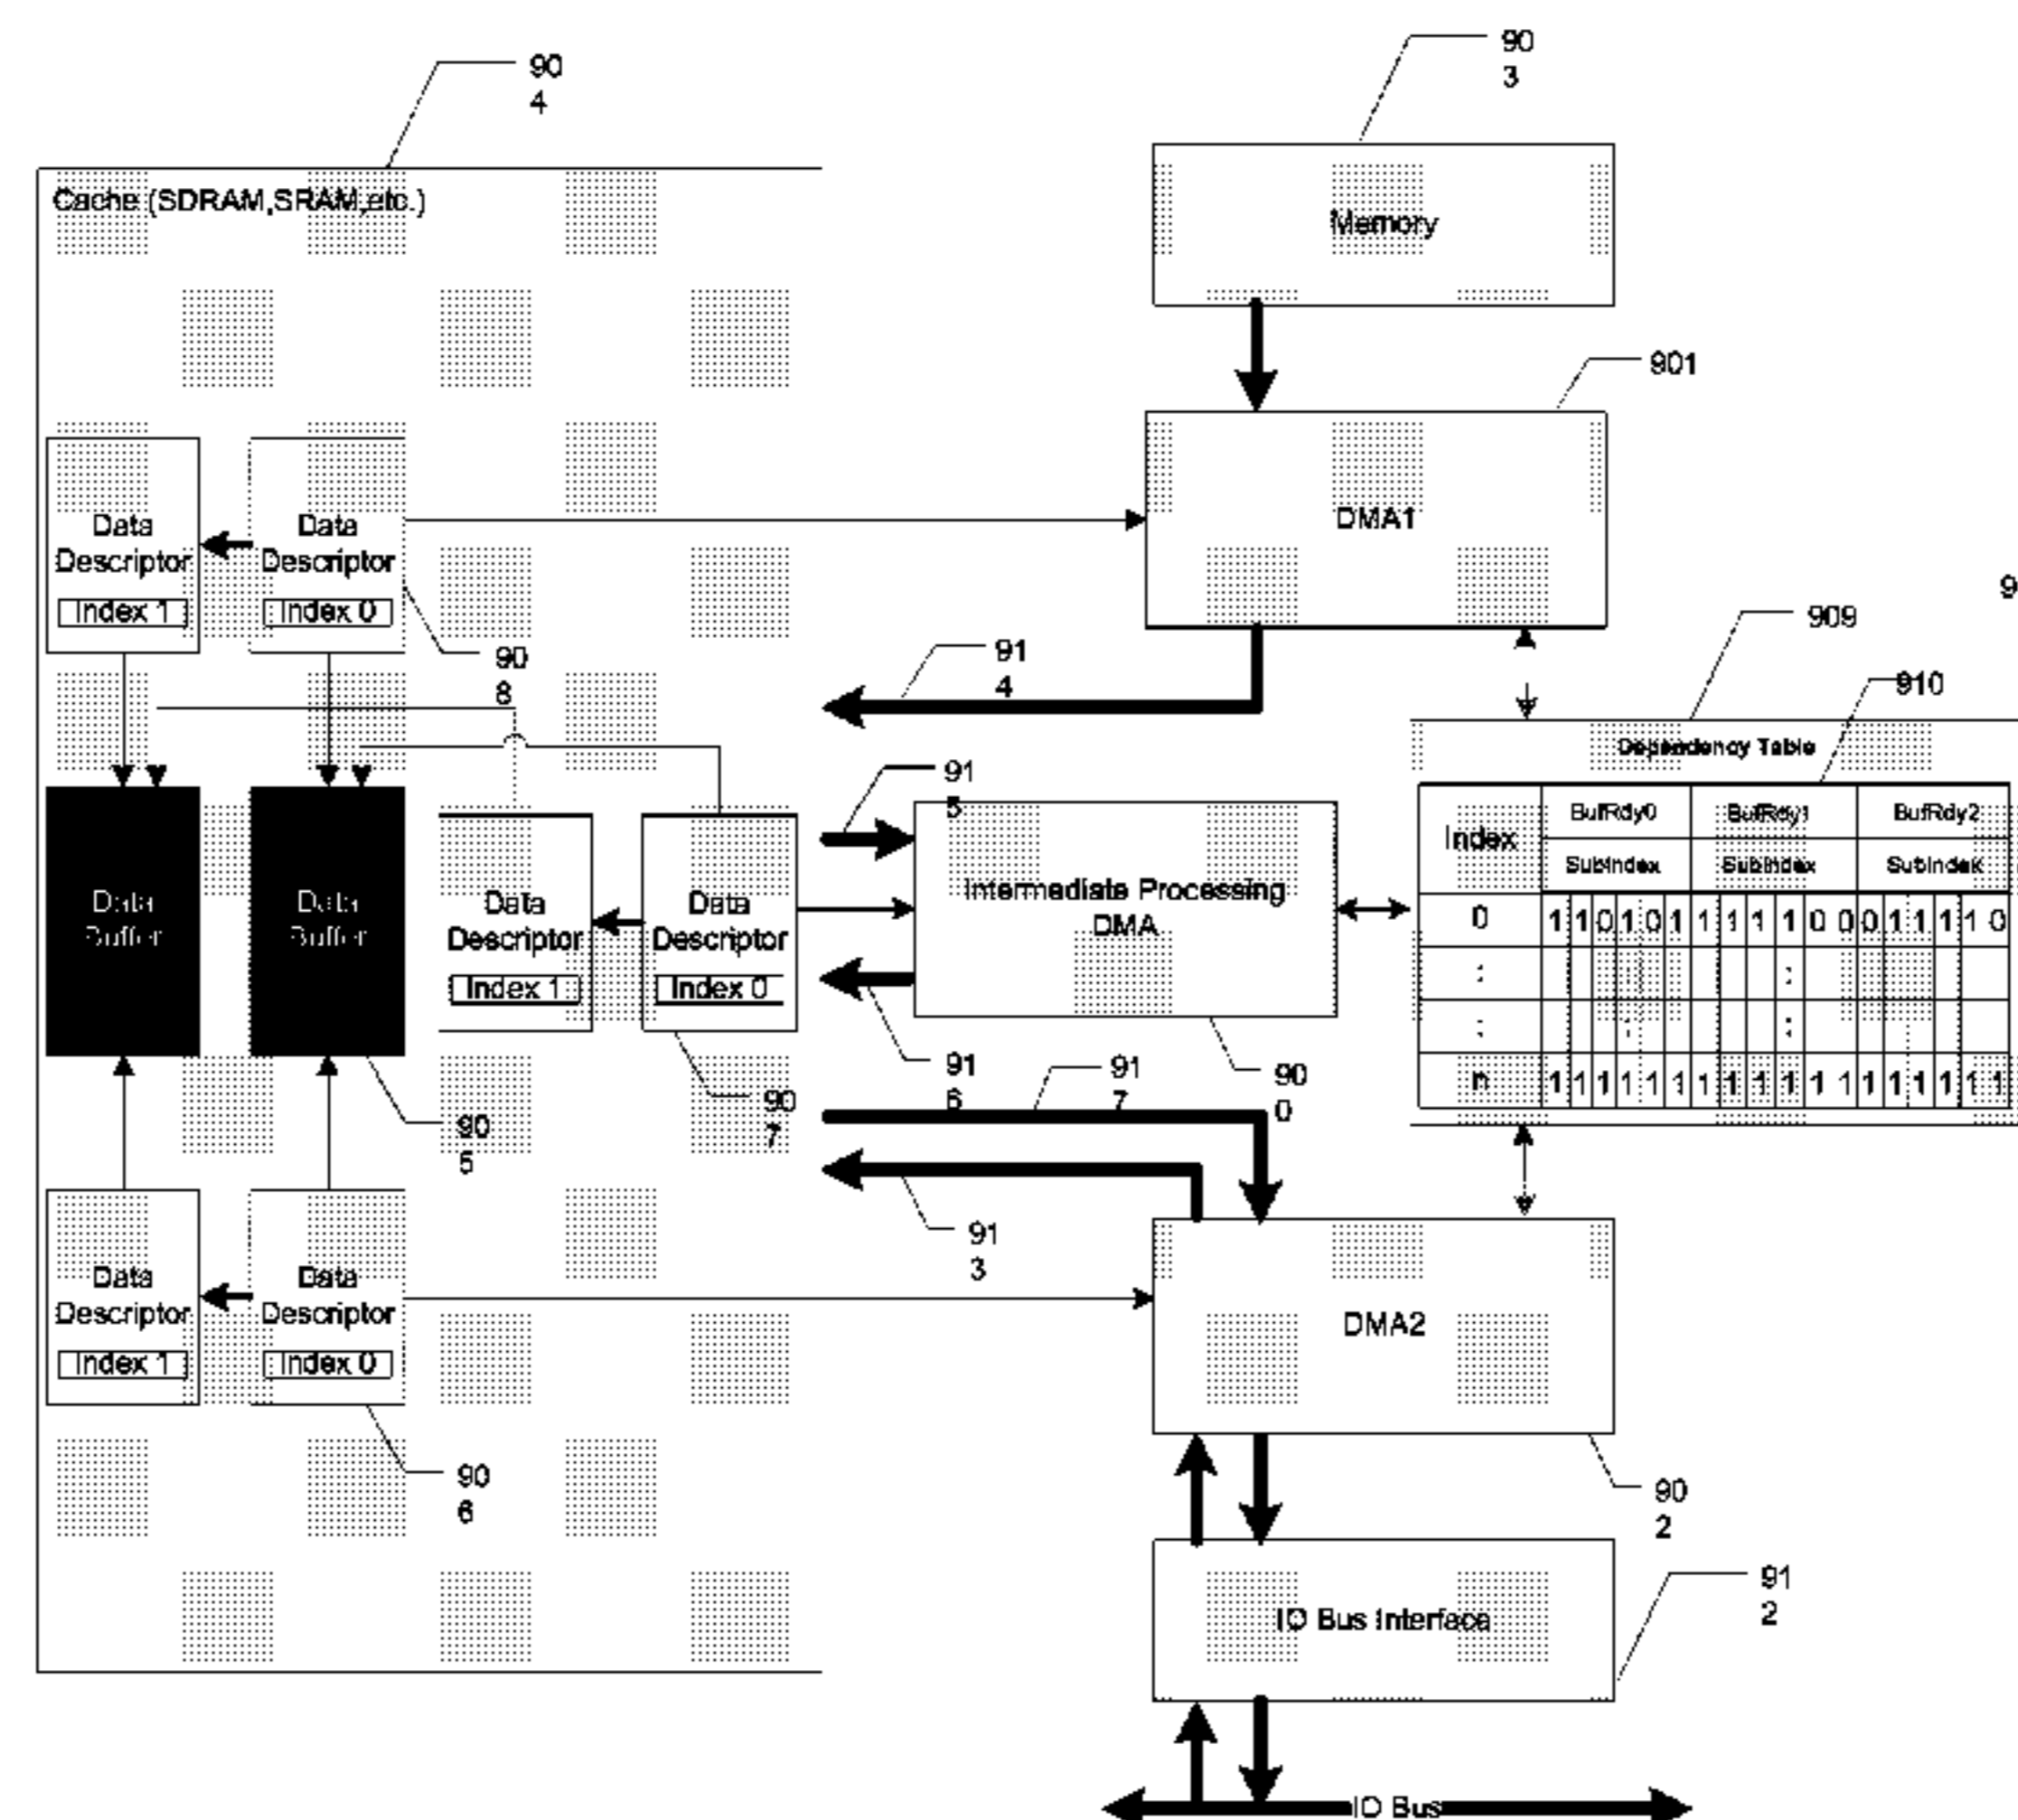 90
3
90
4
Cache (SDRAM,SRAM,etc.)
Memory
901
DMA1
Data
Descriptor
Index 1
Data
Descriptor
Index 0
90
8
91
4
9
909
910
Dependency Table
Index
BufRdy0
BufRdy1
BufRdy2
SubIndex
SubIndex
SubIndex
0
1 1 0 1 0 1 1 1 1 1 0 0 0 1 1 1 1 0
:
:
:
:
:
:
n
1 1 1 1 1 1 1 1 1 1 1 1 1 1 1 1 1 1
91
5
Data
Buffer
Data
Buffer
Data
Descriptor
Index 1
Data
Descriptor
Index 0
Intermediate Processing
DMA
91
6
91
7
90
0
90
5
90
7
91
3
Data
Descriptor
Index 1
Data
Descriptor
Index 0
DMA2
90
6
90
2
IO Bus Interface
91
2
IO Bus